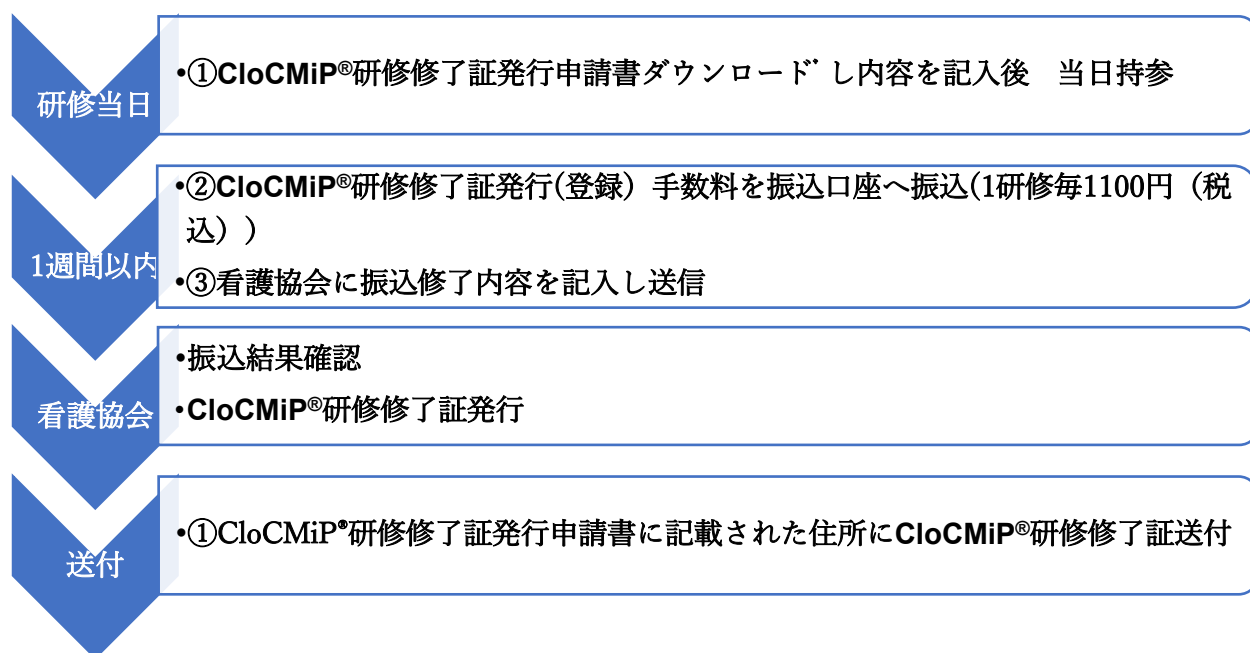 研修当日
•①CloCMiP®研修修了証発行申請書ダウンロード゛し内容を記入後　当日持参
1週間以内
•②CloCMiP®研修修了証発行(登録）手数料を振込口座へ振込(1研修毎1100円（税
込））
•③看護協会に振込修了内容を記入し送信
看護協会
•振込結果確認
•CloCMiP®研修修了証発行
送付
•①CloCMiP®研修修了証発行申請書に記載された住所にCloCMiP®研修修了証送付